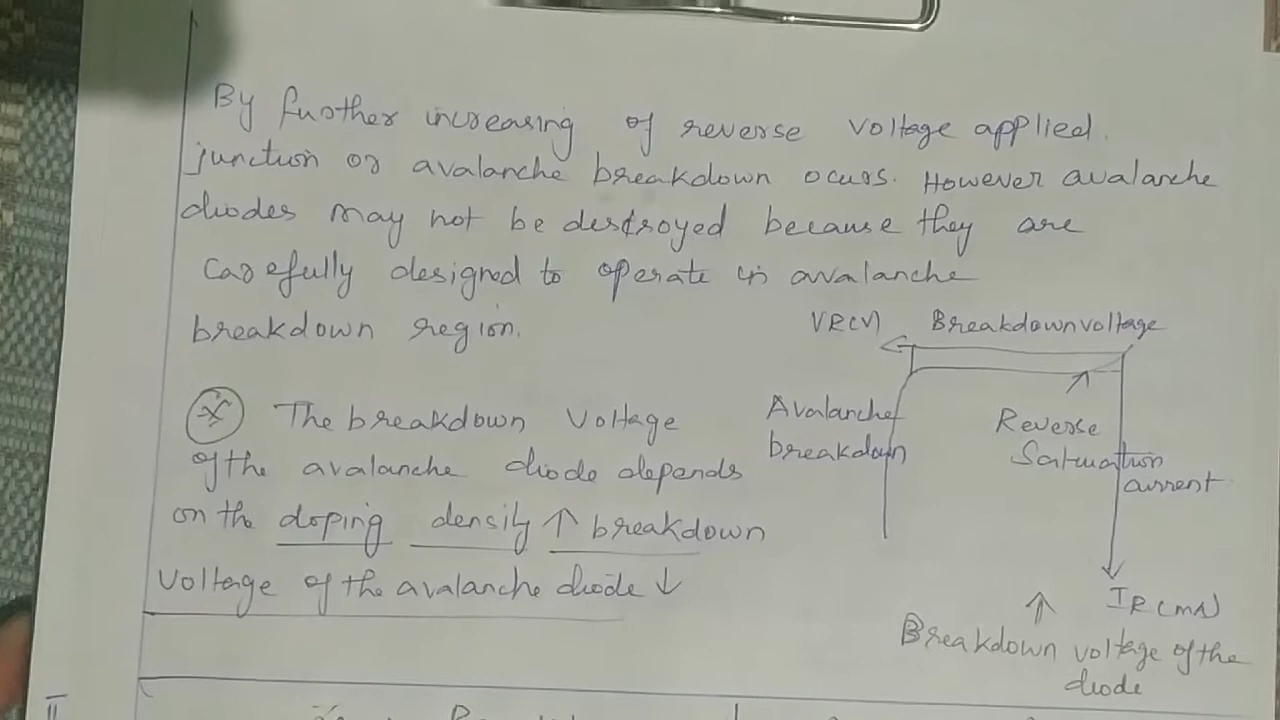 By further increasing of reverse voltage applied.
junction or avalanche breakdown ocurs. However avalanche
diodes may not be destroyed because they are
carefully designed to operate in avalanche
breakdown region.
VR(V) Breakdown voltage
Avalanche
breakdown
Reverse
Saturation
current
IR(mA)
Breakdown voltage of the
diode
The breakdown Voltage
of the avalanche diode depends
on the doping density ↑ breakdown
Voltage of the avalanche diode ↓
II